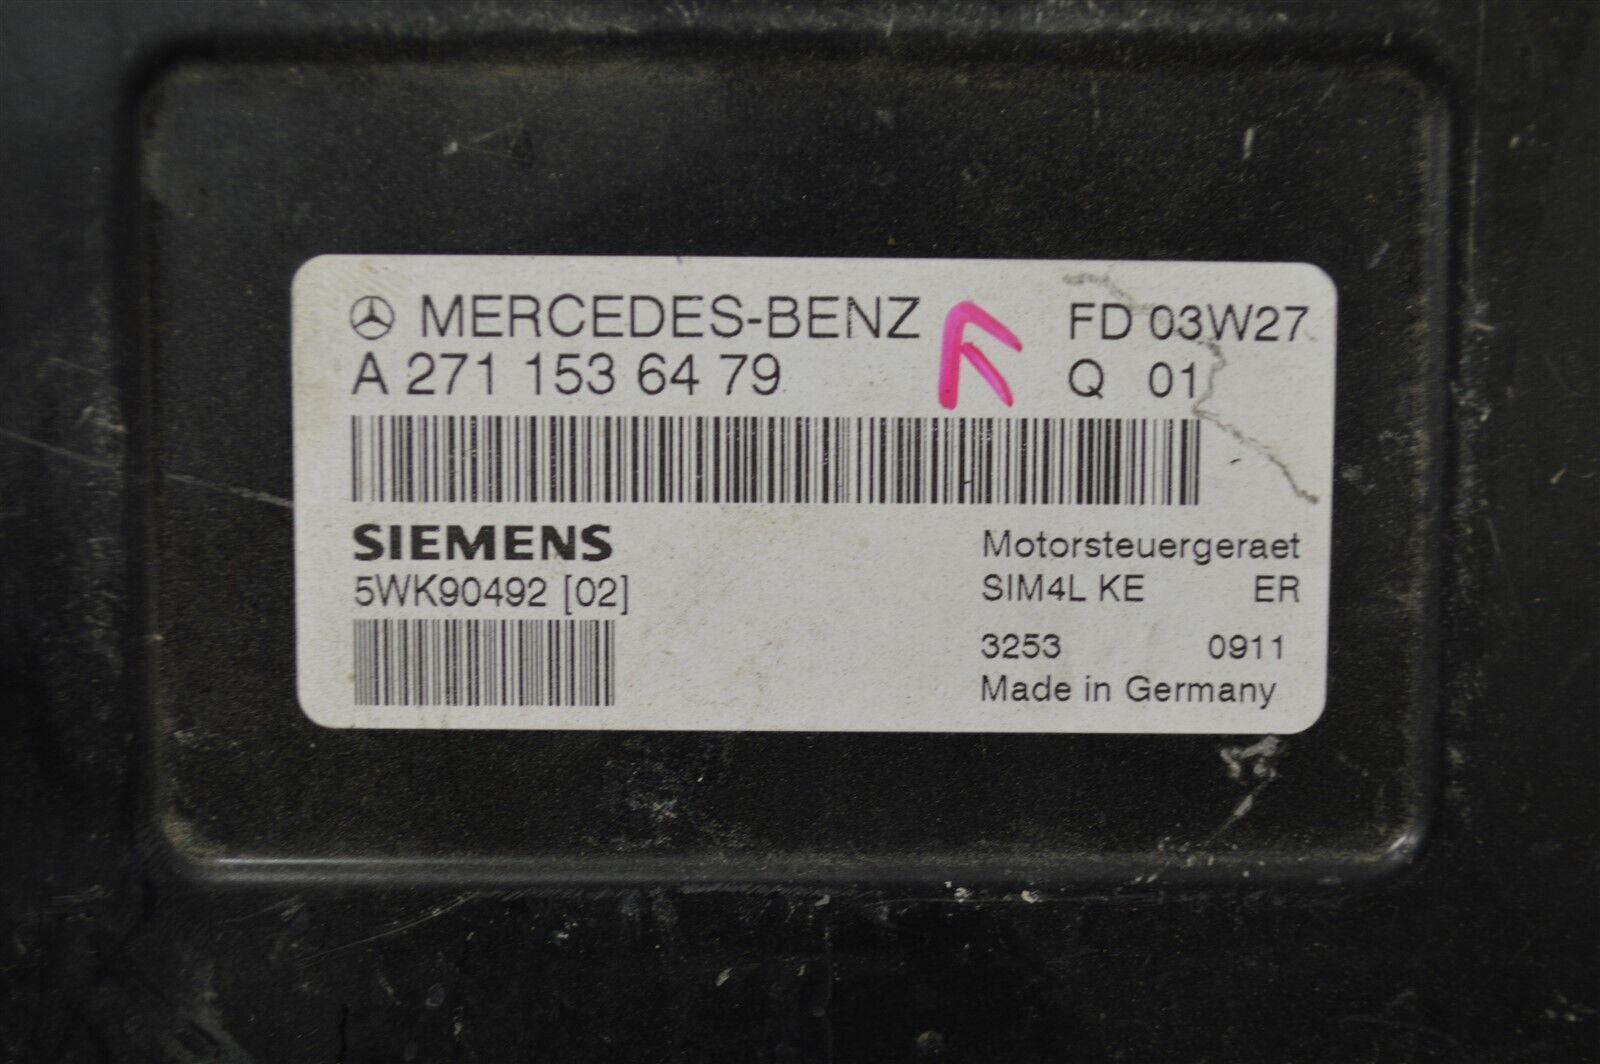 MERCEDES-BENZ
FD 03W27
A 271 153 64 79
Q 01
SIEMENS
5WK90492 [02]
Motorsteuergeraet
SIM4L KE ER
3253 0911
Made in Germany